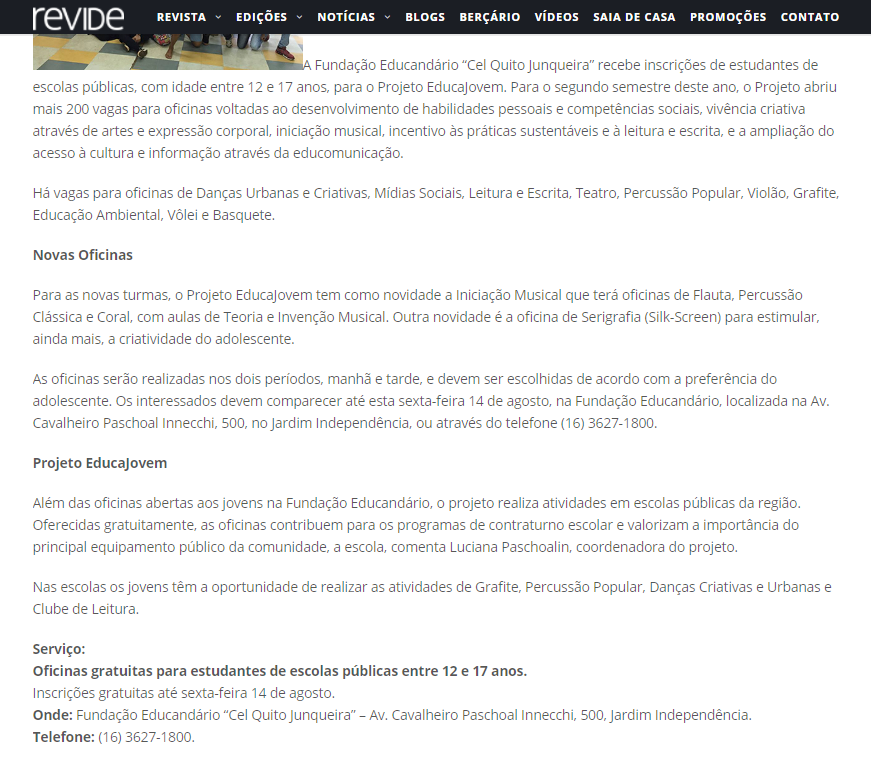 revide
REVISTA EDIÇÕES NOTÍCIAS BLOGS BERÇÁRIO VÍDEOS SAIA DE CASA PROMOÇÕES CONTATO
A Fundação Educandário “Cel Quito Junqueira” recebe inscrições de estudantes de
escolas públicas, com idade entre 12 e 17 anos, para o Projeto EducaJovem. Para o segundo semestre deste ano, o Projeto abriu
mais 200 vagas para oficinas voltadas ao desenvolvimento de habilidades pessoais e competências sociais, vivência criativa
através de artes e expressão corporal, iniciação musical, incentivo às práticas sustentáveis e à leitura e escrita, e a ampliação do
acesso à cultura e informação através da educomunicação.
Há vagas para oficinas de Danças Urbanas e Criativas, Mídias Sociais, Leitura e Escrita, Teatro, Percussão Popular, Violão, Grafite,
Educação Ambiental, Vôlei e Basquete.
Novas Oficinas
Para as novas turmas, o Projeto EducaJovem tem como novidade a Iniciação Musical que terá oficinas de Flauta, Percussão
Clássica e Coral, com aulas de Teoria e Invenção Musical. Outra novidade é a oficina de Serigrafia (Silk-Screen) para estimular,
ainda mais, a criatividade do adolescente.
As oficinas serão realizadas nos dois períodos, manhã e tarde, e devem ser escolhidas de acordo com a preferência do
adolescente. Os interessados devem comparecer até esta sexta-feira 14 de agosto, na Fundação Educandário, localizada na Av.
Cavalheiro Paschoal Innecchi, 500, no Jardim Independência, ou através do telefone (16) 3627-1800.
Projeto EducaJovem
Além das oficinas abertas aos jovens na Fundação Educandário, o projeto realiza atividades em escolas públicas da região.
Oferecidas gratuitamente, as oficinas contribuem para os programas de contraturno escolar e valorizam a importância do
principal equipamento público da comunidade, a escola, comenta Luciana Paschoalin, coordenadora do projeto.
Nas escolas os jovens têm a oportunidade de realizar as atividades de Grafite, Percussão Popular, Danças Criativas e Urbanas e
Clube de Leitura.
Serviço:
Oficinas gratuitas para estudantes de escolas públicas entre 12 e 17 anos.
Inscrições gratuitas até sexta-feira 14 de agosto.
Onde: Fundação Educandário “Cel Quito Junqueira” – Av. Cavalheiro Paschoal Innecchi, 500, Jardim Independência.
Telefone: (16) 3627-1800.